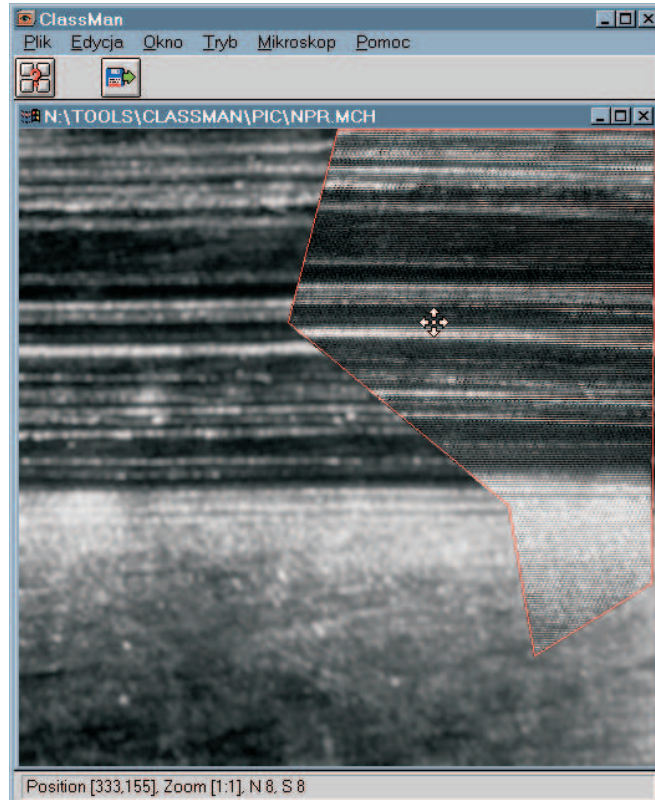 ClassMan
Plik Edycja Okno Tryb Mikroskop Pomoc
N:\TOOLS\CLASSMAN\PIC\NPR.MCH
Position [333,155], Zoom [1:1], N 8, S 8